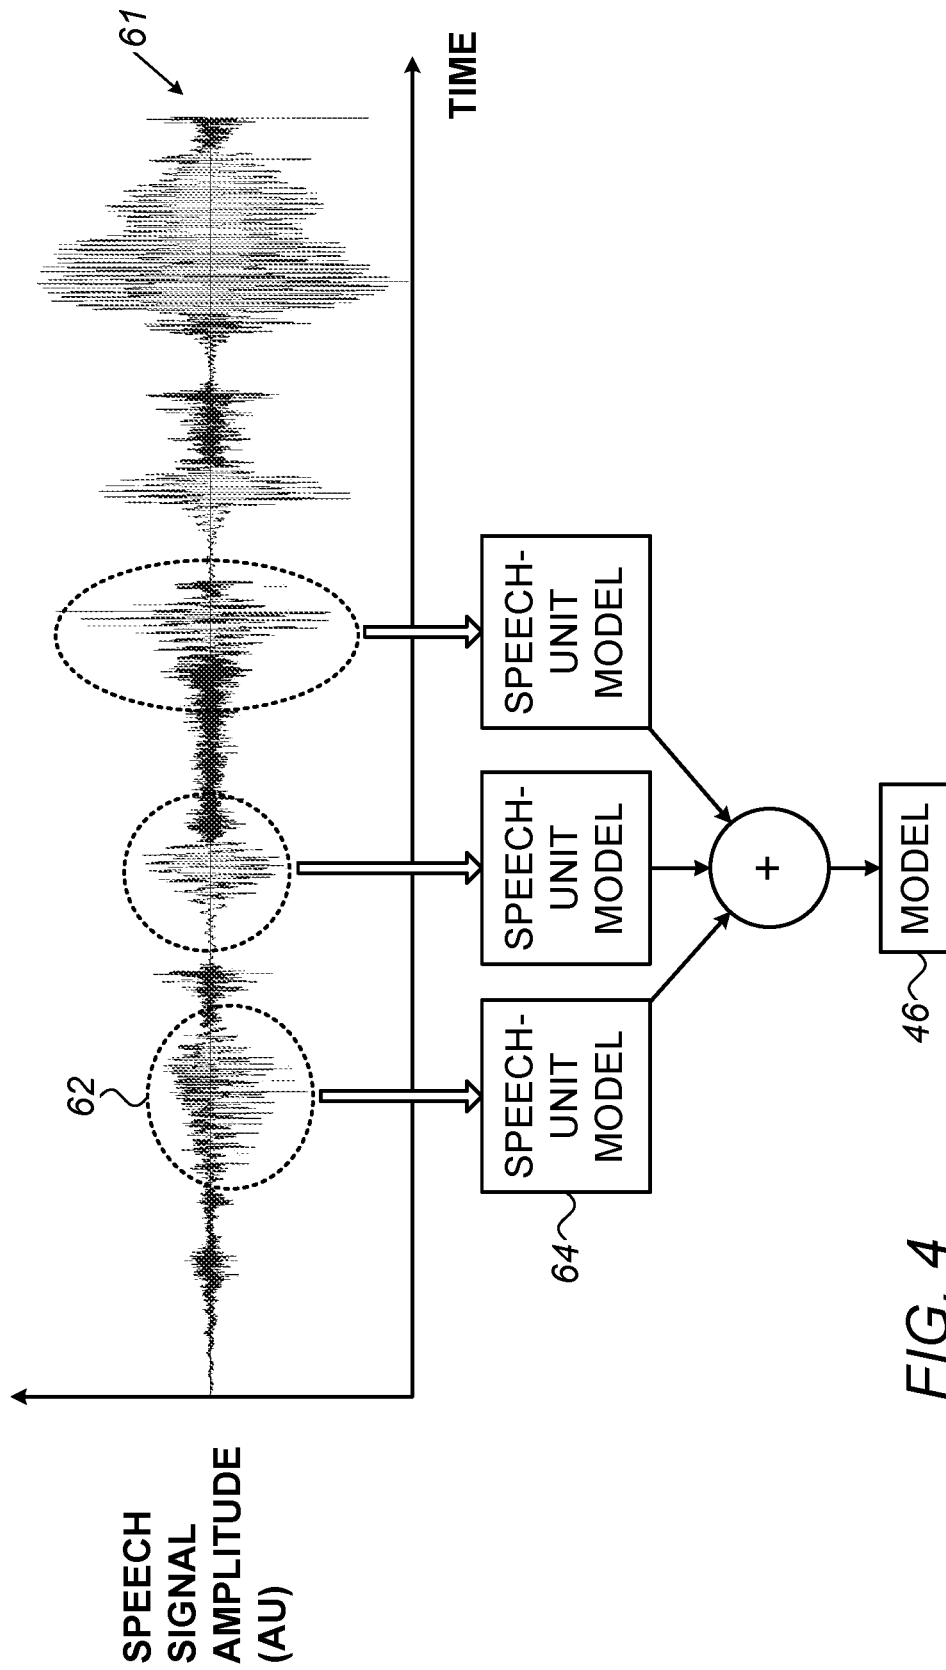 SPEECH
SIGNAL
AMPLITUDE
(AU)
61
62
TIME
64
SPEECH-
UNIT
MODEL
SPEECH-
UNIT
MODEL
SPEECH-
UNIT
MODEL
+
46
MODEL
FIG. 4